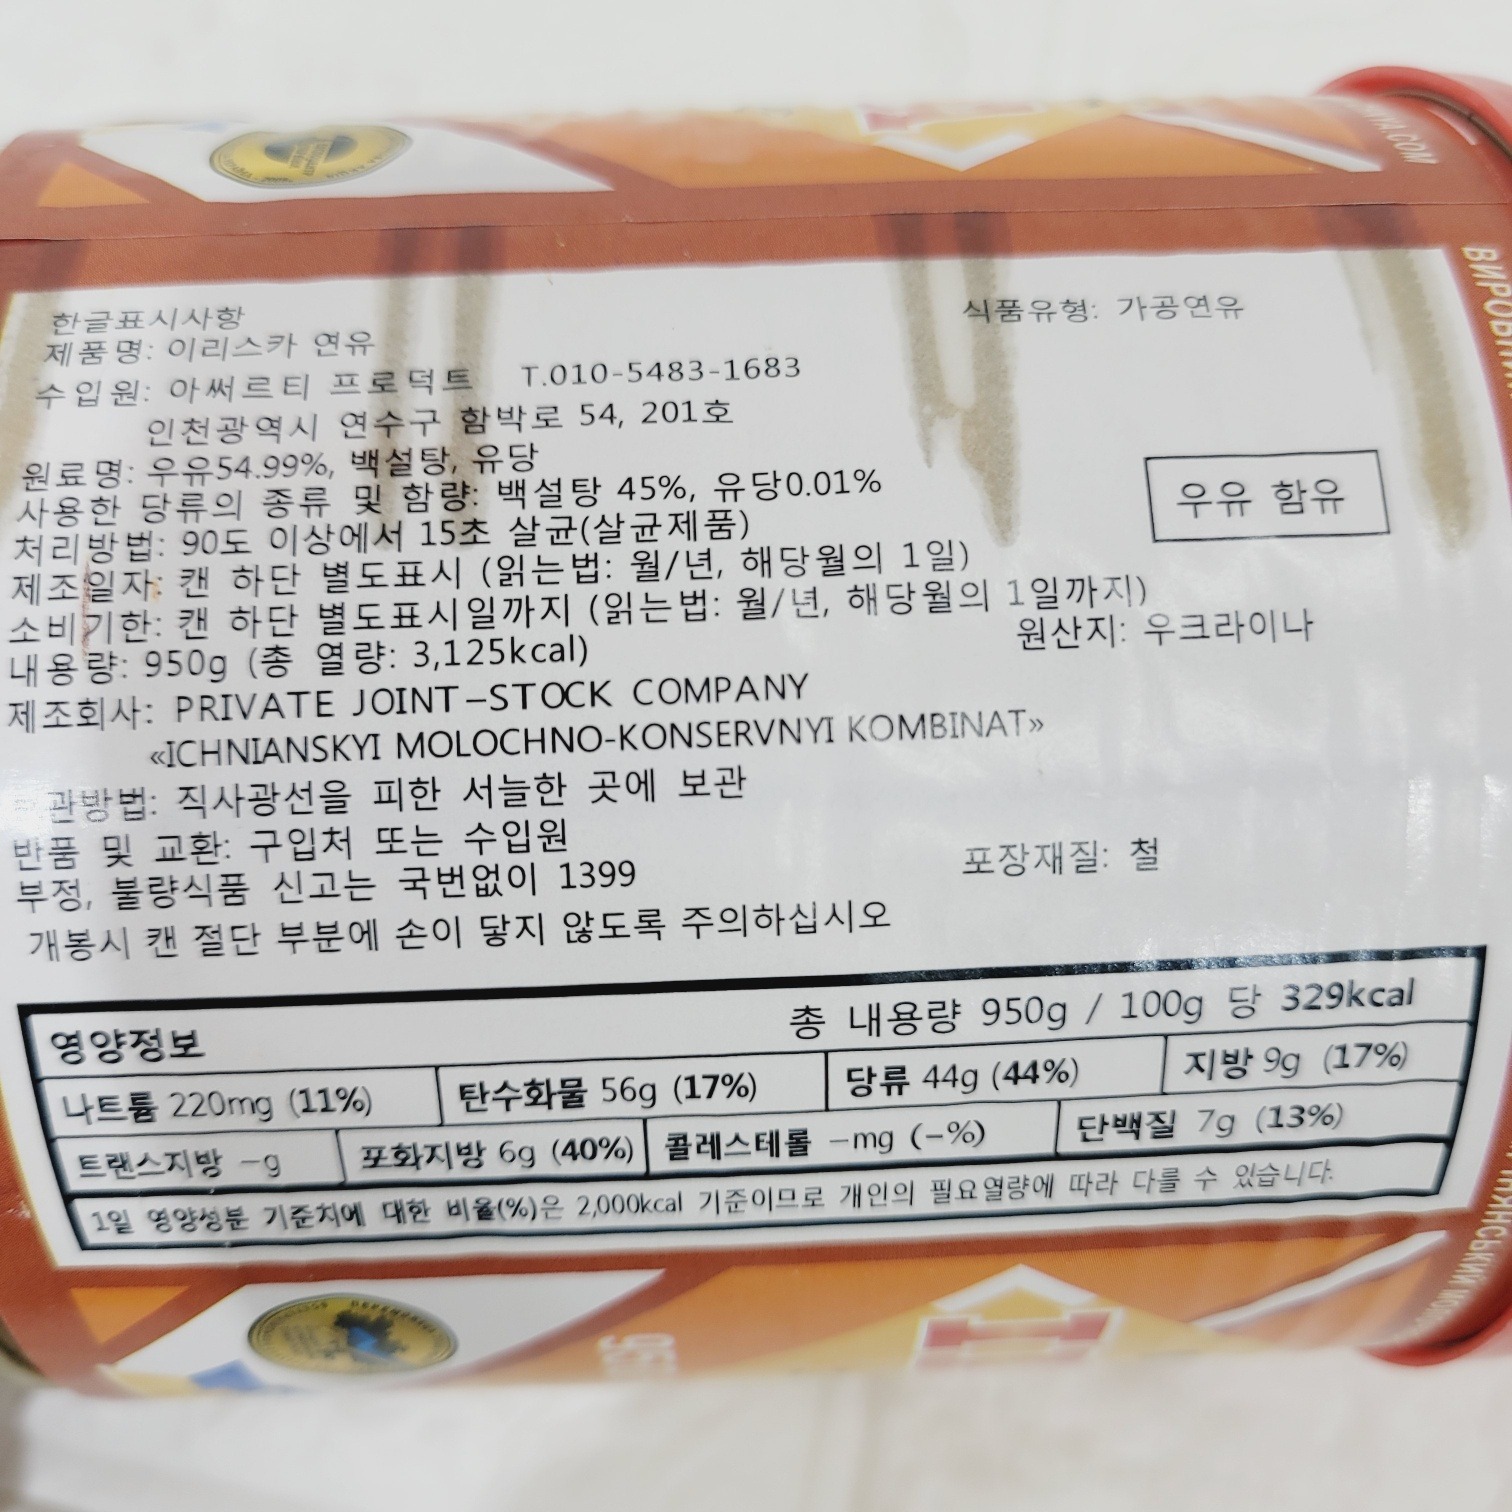 한글표시사항
제품명: 이리스카 연유
식품유형: 가공연유
수입원: 아써르티 프로덕트 T.010-5483-1683
인천광역시 연수구 함박로 54, 201호
원료명: 우유54.99%, 백설탕, 유당
사용한 당류의 종류 및 함량: 백설탕 45%, 유당0.01%
우유 함유
처리방법: 90도 이상에서 15초 살균(살균제품)
제조일자: 캔 하단 별도표시 (읽는법: 월/년, 해당월의 1일)
소비기한: 캔 하단 별도표시일까지 (읽는법: 월/년, 해당월의 1일까지)
내용량: 950g (총 열량: 3,125kcal)
원산지: 우크라이나
제조회사: PRIVATE JOINT-STOCK COMPANY
«ICHNIANSKYI MOLOCHNO-KONSERVNYI KOMBINAT»
관방법: 직사광선을 피한 서늘한 곳에 보관
반품 및 교환: 구입처 또는 수입원
부정, 불량식품 신고는 국번없이 1399
포장재질: 철
개봉시 캔 절단 부분에 손이 닿지 않도록 주의하십시오
영양정보
총 내용량 950g / 100g 당 329kcal
나트륨 220mg (11%) 탄수화물 56g (17%) 당류 44g (44%) 지방 9g (17%)
트랜스지방 -g 포화지방 6g (40%) 콜레스테롤 -mg (-%) 단백질 7g (13%)
1일 영양성분 기준치에 대한 비율(%)은 2,000kcal 기준이므로 개인의 필요열량에 따라 다를 수 있습니다.